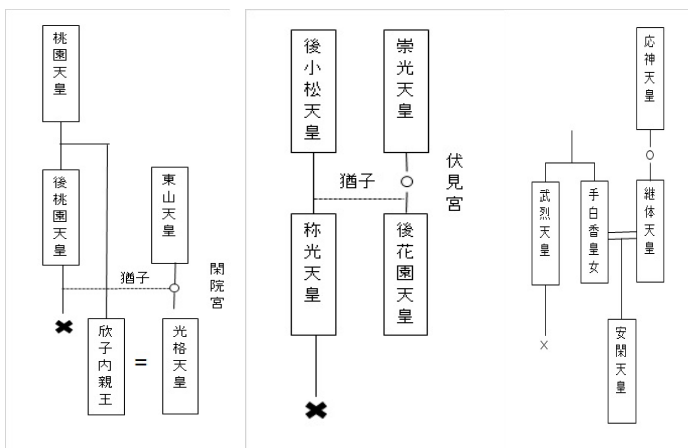 桃園天皇
後桃園天皇
東山天皇
閑院宮
猶子
欣子内親王
=
光格天皇
後小松天皇
崇光天皇
伏見宮
猶子
称光天皇
後花園天皇
応神天皇
武烈天皇
手白香皇女
継体天皇
安閑天皇